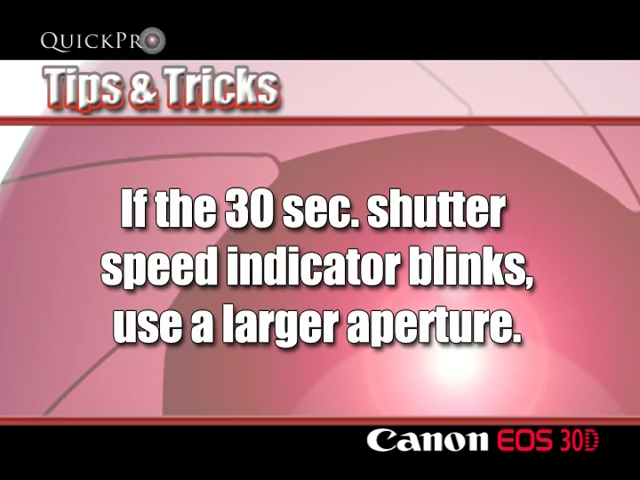 QUICKPRO
Tips & Tricks
If the 30 sec. shutter
speed indicator blinks,
use a larger aperture.
Canon EOS 30D